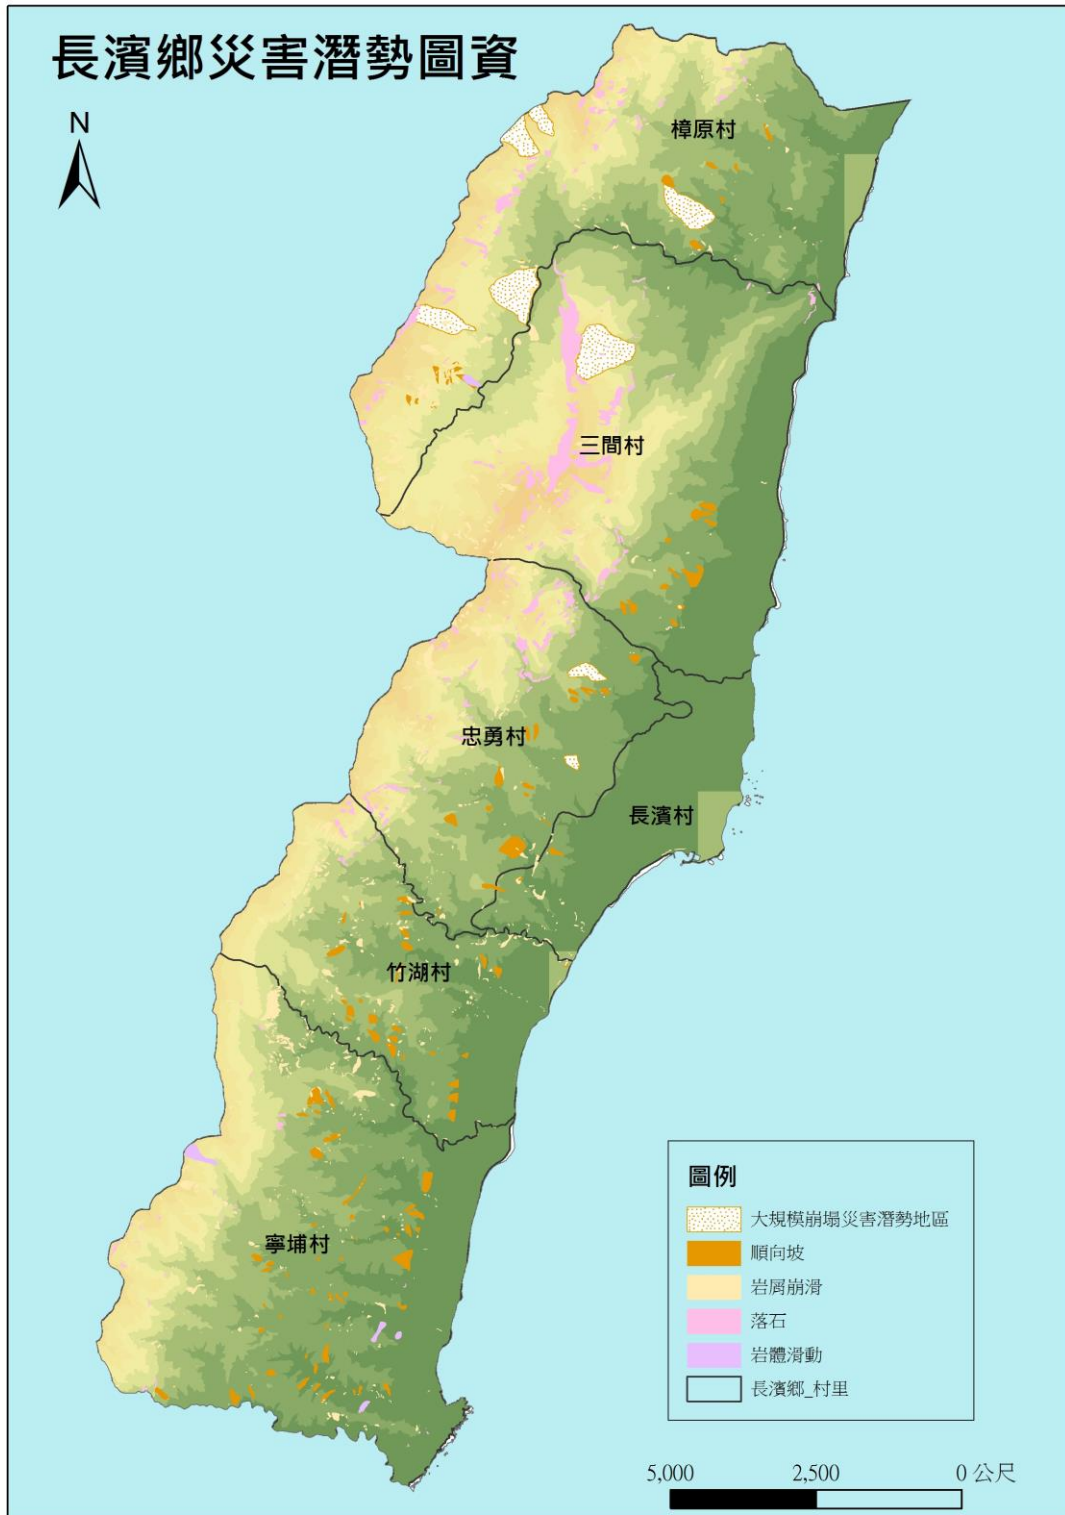 長濱鄉災害潛勢圖資
N
樟原村
三間村
忠勇村
長濱村
竹湖村
寧埔村
圖例
大規模崩塌災害潛勢地區
順向坡
岩屑崩滑
落石
岩體滑動
長濱鄉_村里
5,000 2,500 0 公尺